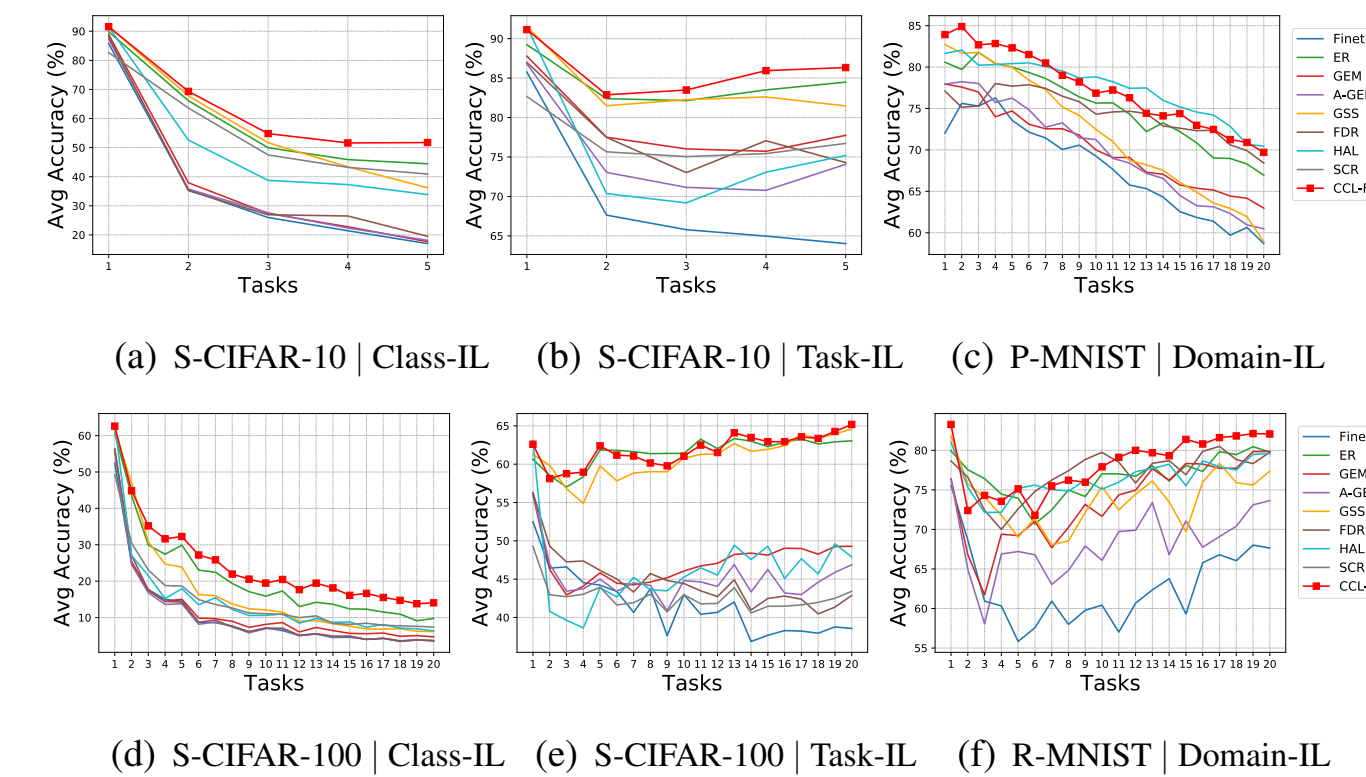 Avg Accuracy (%)
90
80
70
60
50
40
30
20
1 2 3 4 5
Tasks
Avg Accuracy (%)
90
85
80
75
70
65
1 2 3 4 5
Tasks
Avg Accuracy (%)
85
80
75
70
65
60
1 2 3 4 5 6 7 8 9 10 11 12 13 14 15 16 17 18 19 20
Tasks
Finet
ER
GEM
A-GE
GSS
FDR
HAL
SCR
CCL-
(a) S-CIFAR-10 | Class-IL
(b) S-CIFAR-10 | Task-IL
(c) P-MNIST | Domain-IL
Avg Accuracy (%)
60
50
40
30
20
10
1 2 3 4 5 6 7 8 9 10 11 12 13 14 15 16 17 18 19 20
Tasks
Avg Accuracy (%)
65
60
55
50
45
40
1 2 3 4 5 6 7 8 9 10 11 12 13 14 15 16 17 18 19 20
Tasks
Avg Accuracy (%)
85
80
75
70
65
60
55
1 2 3 4 5 6 7 8 9 10 11 12 13 14 15 16 17 18 19 20
Tasks
Fine
ER
GEM
A-GE
GSS
FDR
HAL
SCR
CCL-
(d) S-CIFAR-100 | Class-IL
(e) S-CIFAR-100 | Task-IL
(f) R-MNIST | Domain-IL